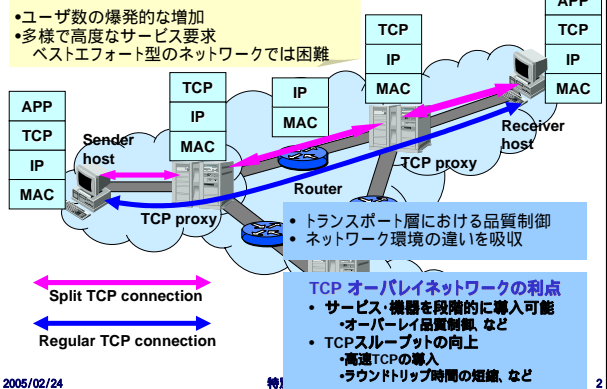 •ユーザ数の爆発的な増加
•多様で高度なサービス要求
ベストエフォート型のネットワークでは困難
APP
TCP
IP
MAC
Sender
host
TCP
IP
MAC
TCP proxy
IP
MAC
Router
TCP
IP
MAC
TCP proxy
APP
TCP
IP
MAC
Receiver
host
• トランスポート層における品質制御
• ネットワーク環境の違いを吸収
Split TCP connection
Regular TCP connection
TCP オーバレイネットワークの利点
• サービス・機器を段階的に導入可能
•オーバーレイ品質制御、など
• TCPスループットの向上
•高速TCPの導入
•ラウンドトリップ時間の短縮、など
2005/02/24
特別
2